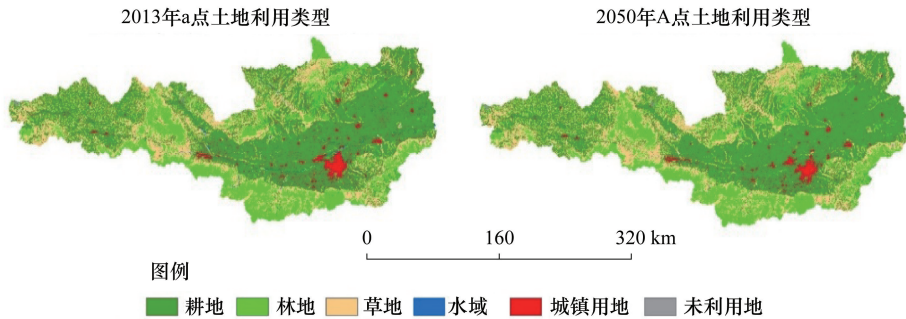 2013年a点土地利用类型
2050年A点土地利用类型
0 160 320 km
图例
耕地 林地 草地 水域 城镇用地 未利用地